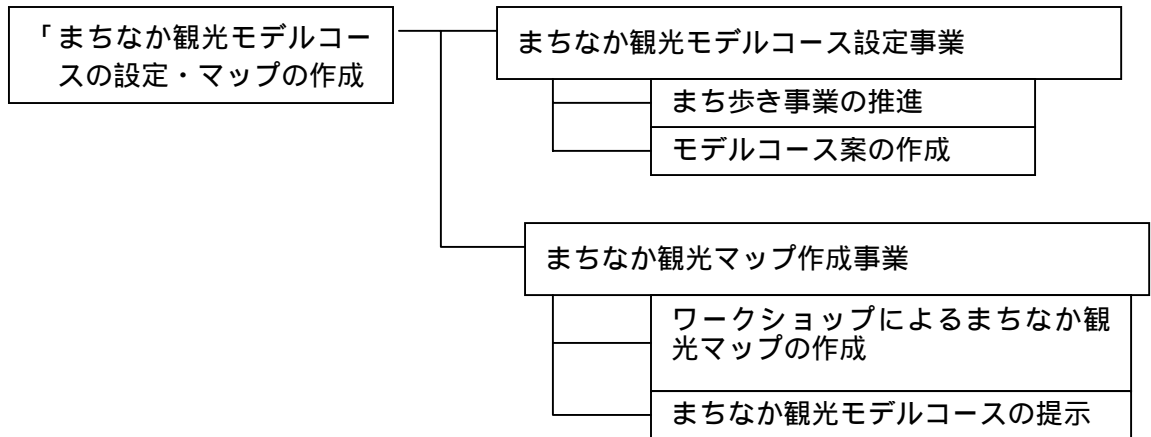 「まちなか観光モデルコー
スの設定・マップの作成
まちなか観光モデルコース設定事業
まち歩き事業の推進
モデルコース案の作成
まちなか観光マップ作成事業
ワークショップによるまちなか観
光マップの作成
まちなか観光モデルコースの提示